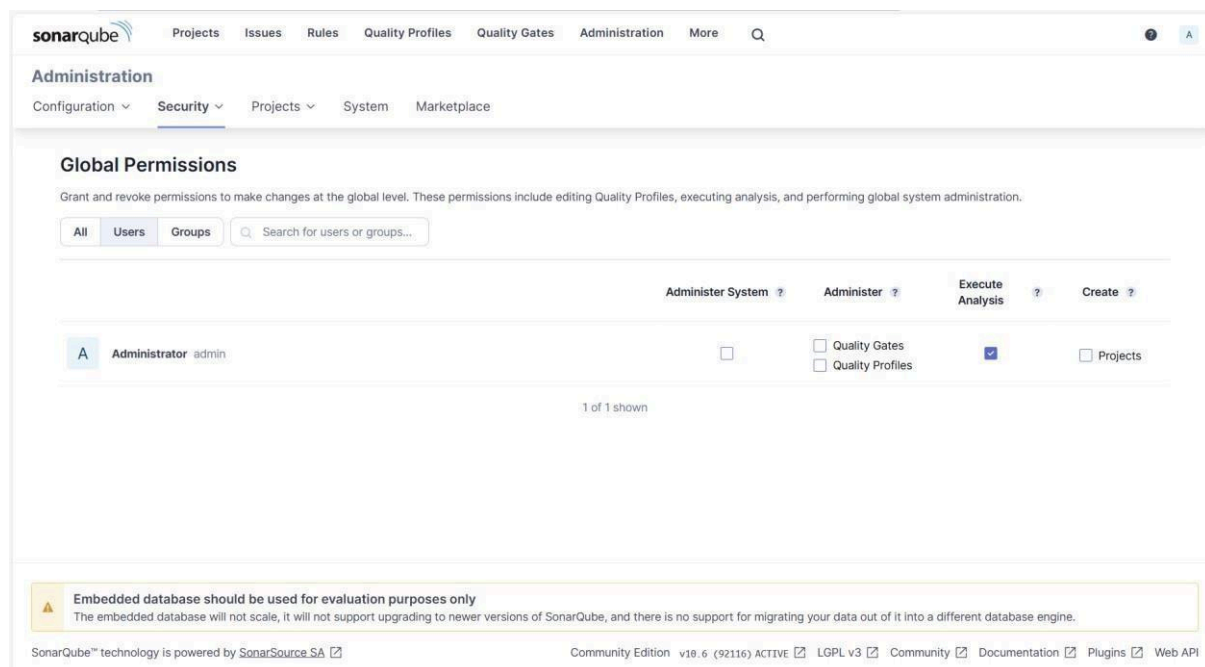 sonarqube Projects Issues Rules Quality Profiles Quality Gates Administration More ? A
Administration
Configuration Security Projects System Marketplace
Global Permissions
Grant and revoke permissions to make changes at the global level. These permissions include editing Quality Profiles, executing analysis, and performing global system administration.
All Users Groups Search for users or groups...
Administer System ? Administer ? Execute Analysis ? Create ?
A Administrator admin Quality Gates Projects
Quality Profiles
1 of 1 shown
Embedded database should be used for evaluation purposes only
The embedded database will not scale, it will not support upgrading to newer versions of SonarQube, and there is no support for migrating your data out of it into a different database engine.
SonarQube™ technology is powered by SonarSource SA Community Edition v10.6 (92116) ACTIVE LGPL v3 Community Documentation Plugins Web API